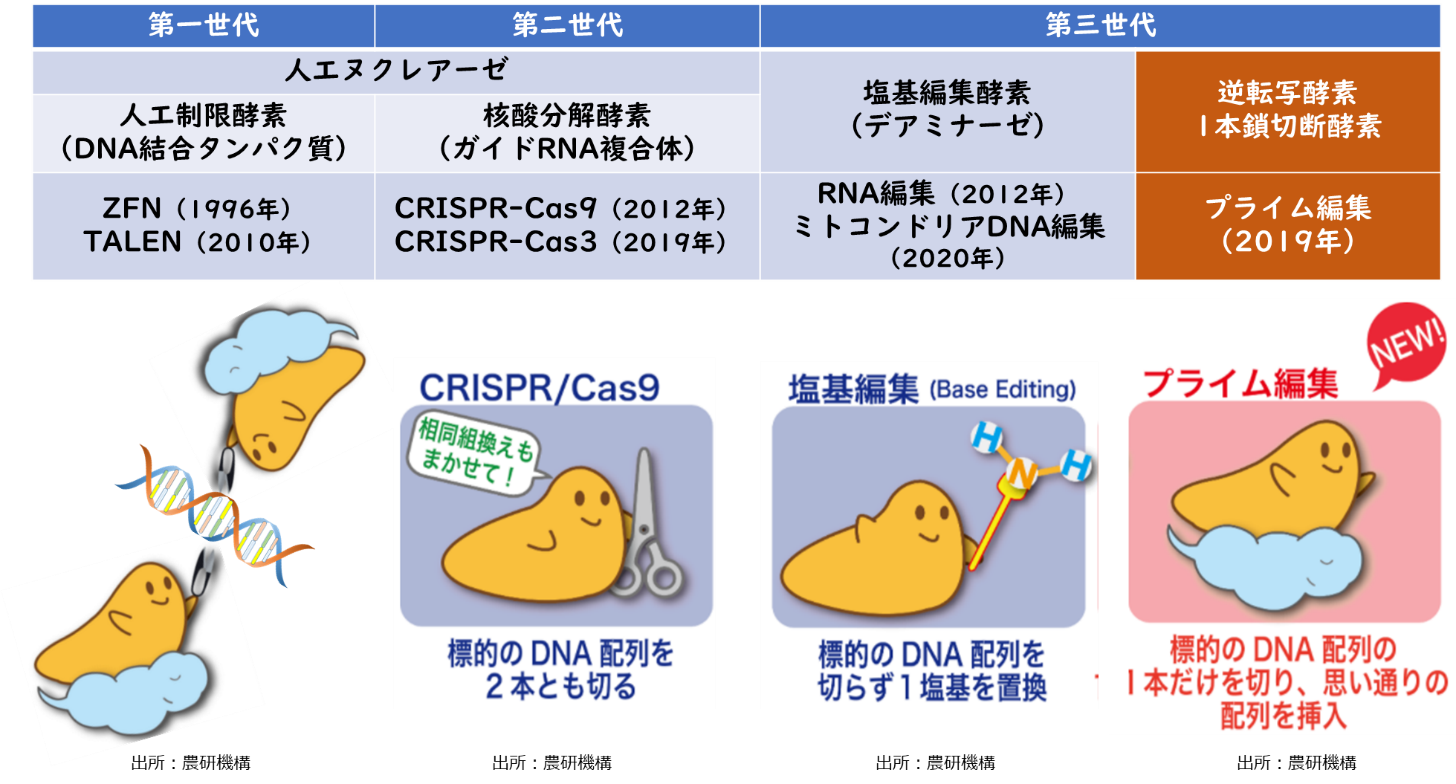 第一世代
第二世代
第三世代
人工ヌクレアーゼ
人工制限酵素
(DNA結合タンパク質)
核酸分解酵素
(ガイドRNA複合体)
塩基編集酵素
(デアミナーゼ)
逆転写酵素
1本鎖切断酵素
ZFN(1996年)
TALEN(2010年)
CRISPR-Cas9(2012年)
CRISPR-Cas3(2019年)
RNA編集(2012年)
ミトコンドリアDNA編集
(2020年)
プライム編集
(2019年)
CRISPR/Cas9
相同組換えも
まかせて!
標的の DNA 配列を
2本とも切る
塩基編集 (Base Editing)
H
N
H
標的の DNA 配列を
切らず1塩基を置換
NEW!
プライム編集
標的の DNA 配列の
1本だけを切り、思い通りの
配列を挿入
出所:農研機構
出所:農研機構
出所:農研機構
出所:農研機構